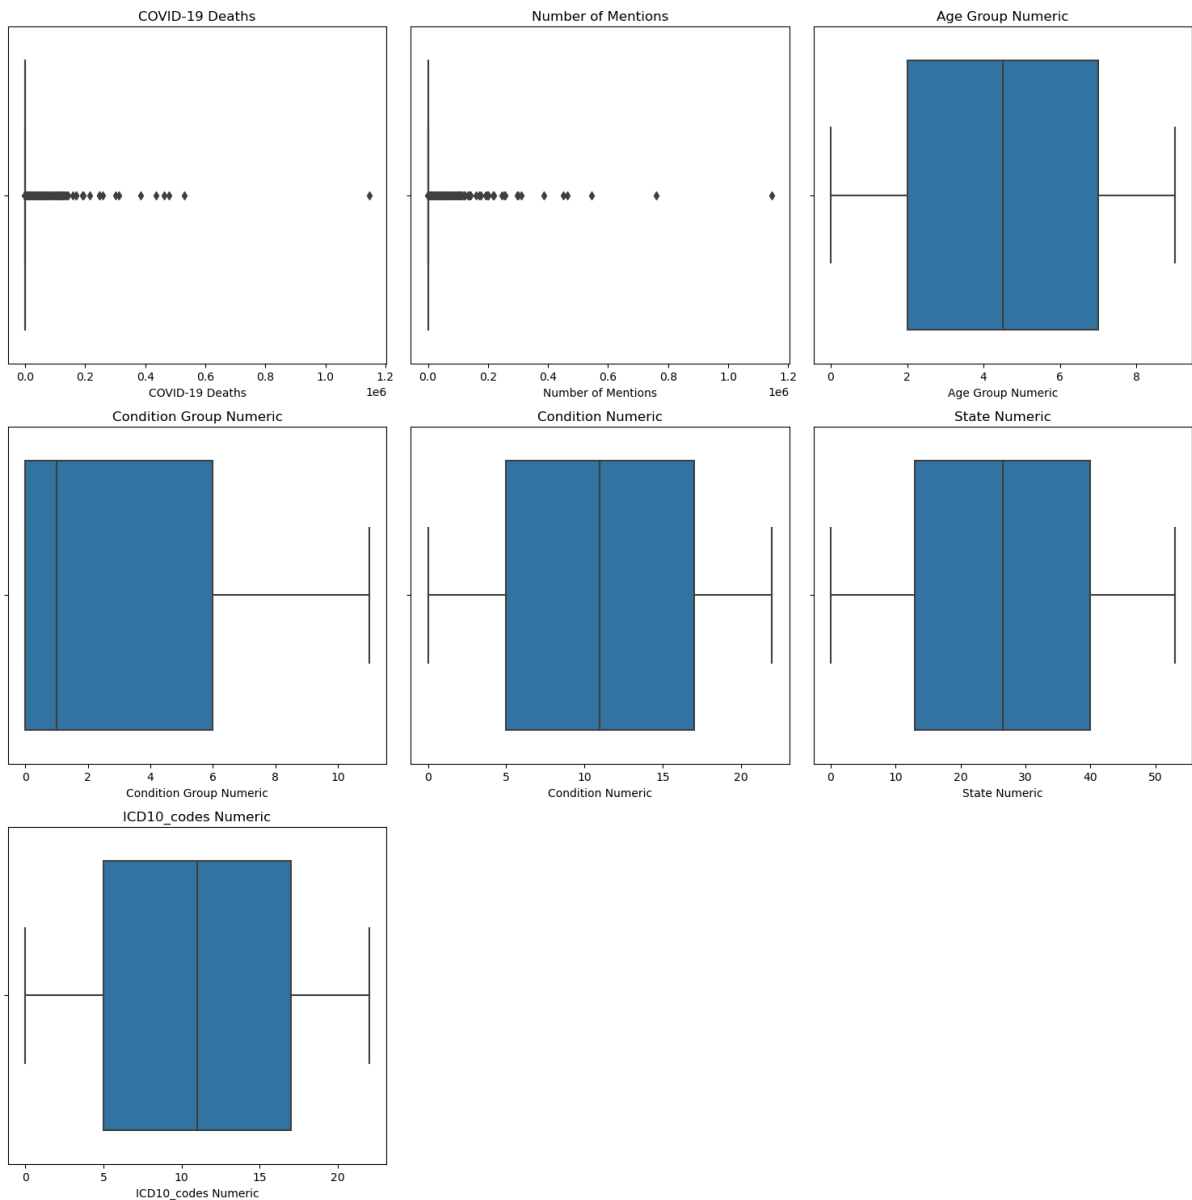 COVID-19 Deaths
Number of Mentions
Age Group Numeric
0.0 0.2 0.4 0.6 0.8 1.0 1.2
1e6
COVID-19 Deaths
0.0 0.2 0.4 0.6 0.8 1.0 1.2
1e6
Number of Mentions
0 2 4 6 8
Age Group Numeric
Condition Group Numeric
Condition Numeric
State Numeric
0 2 4 6 8 10
Condition Group Numeric
0 5 10 15 20
Condition Numeric
0 10 20 30 40 50
State Numeric
ICD10_codes Numeric
0 5 10 15 20
ICD10_codes Numeric